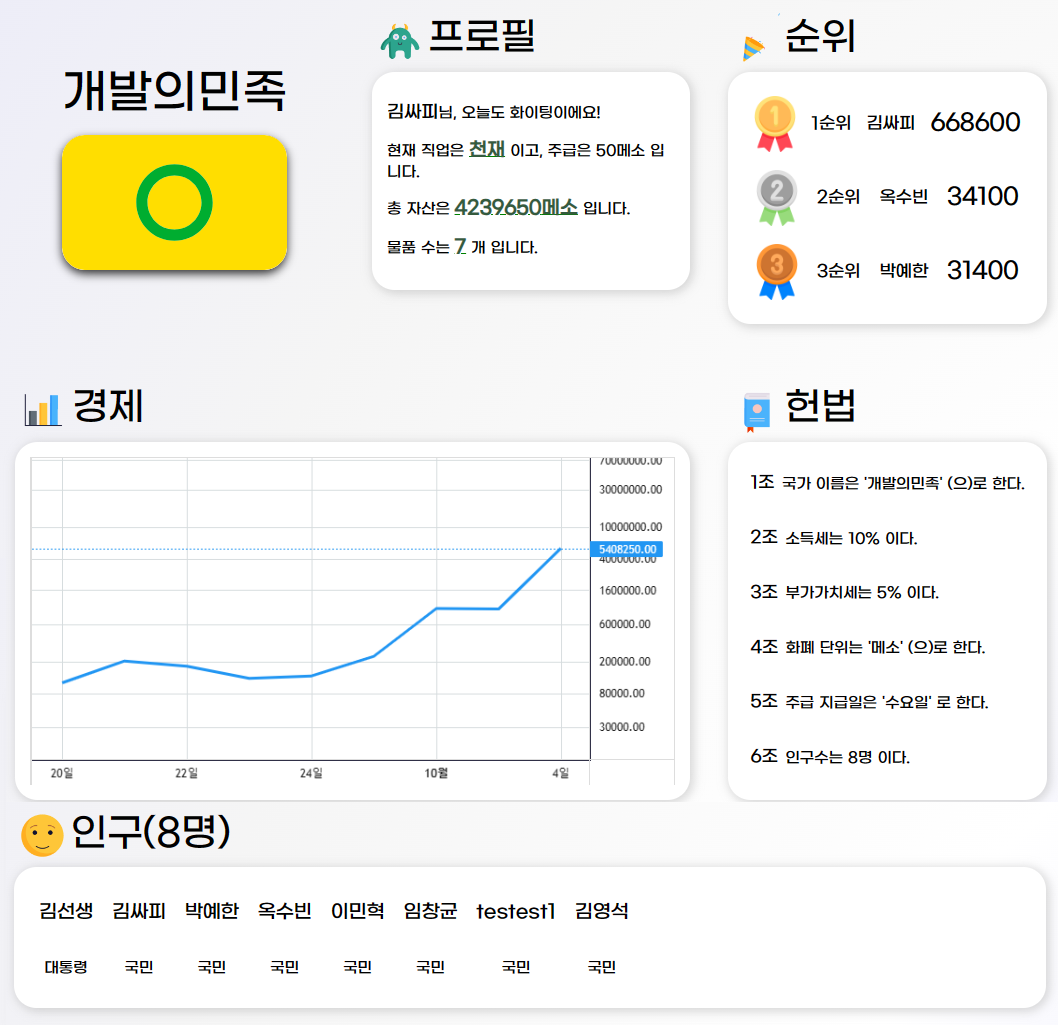 개발의민족
프로필
김싸피님, 오늘도 화이팅이에요!
현재 직업은 천재 이고, 주급은 50메소 입
니다.
총 자산은 4239650메소 입니다.
물품 수는 7 개 입니다.
순위
1 1순위 김싸피 668600
2 2순위 옥수빈 34100
3 3순위 박예한 31400
경제
70000000.00
30000000.00
10000000.00
5408250.00
4000000.00
1600000.00
600000.00
200000.00
80000.00
30000.00
20일 22일 24일 10월 4일
헌법
1조 국가 이름은 '개발의민족' (으)로 한다.
2조 소득세는 10% 이다.
3조 부가가치세는 5% 이다.
4조 화폐 단위는 '메소' (으)로 한다.
5조 주급 지급일은 '수요일' 로 한다.
6조 인구수는 8명 이다.
인구(8명)
김선생 김싸피 박예한 옥수빈 이민혁 임창균 testest1 김영석
대통령 국민 국민 국민 국민 국민 국민 국민